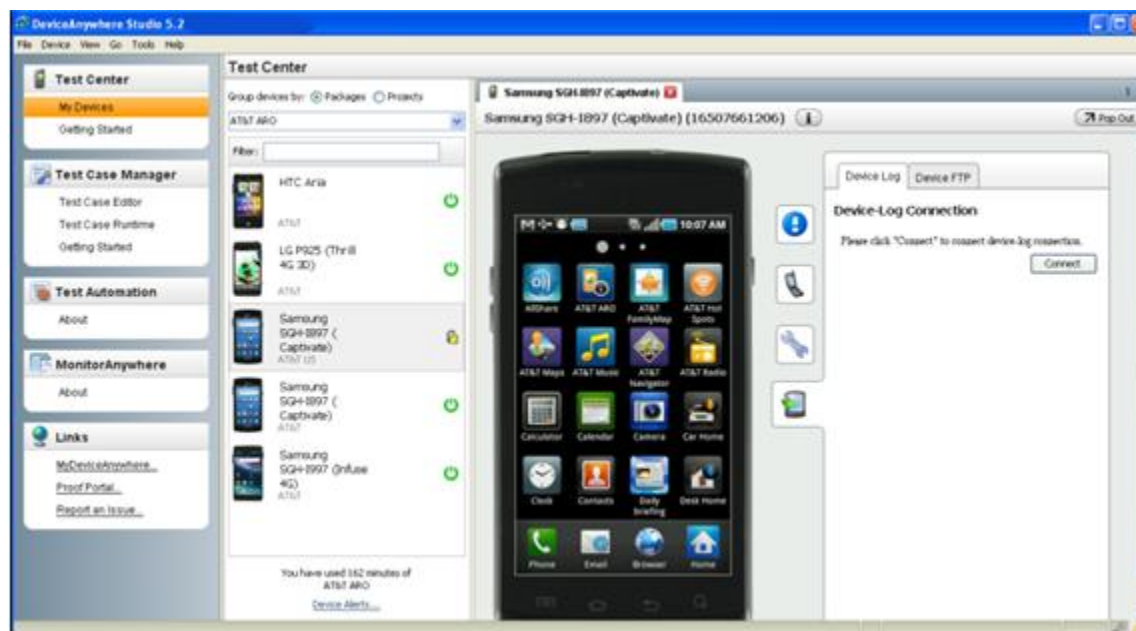 DeviceAnywhere Studio 5.2
File Device View Go Tools Help
Test Center
My Devices
Getting Started
Test Case Manager
Test Case Editor
Test Case Runtime
Getting Started
Test Automation
About
MonitorAnywhere
About
Links
MyDeviceAnywhere...
Proof Portal...
Report an Issue...
Test Center
Group devices by: Packages Projects
AT&T ARO
Filter:
HTC Aria
AT&T
LG P925 (Thrill
4G 3D)
AT&T
Samsung
SGH-I897 (
Captivate)
AT&T US
Samsung
SGH-I897 (
Captivate)
AT&T
Samsung
SGH-I997 (Infuse
4G)
AT&T
You have used 162 minutes of
AT&T ARO
Device Alerts...
Samsung SGH-I897 (Captivate)
Samsung SGH-I897 (Captivate) (16507661206)
Pop Out
10:07 AM
AllShare AT&T ARO AT&T FamilyMap AT&T Hot Spots
AT&T Maps AT&T Music AT&T Navigator AT&T Radio
Calculator Calendar Camera Car Home
Clock Contacts Daily briefing Desk Home
Phone Email Browser Home
Device Log Device FTP
Device-Log Connection
Please click "Connect" to connect device-log connection.
Connect